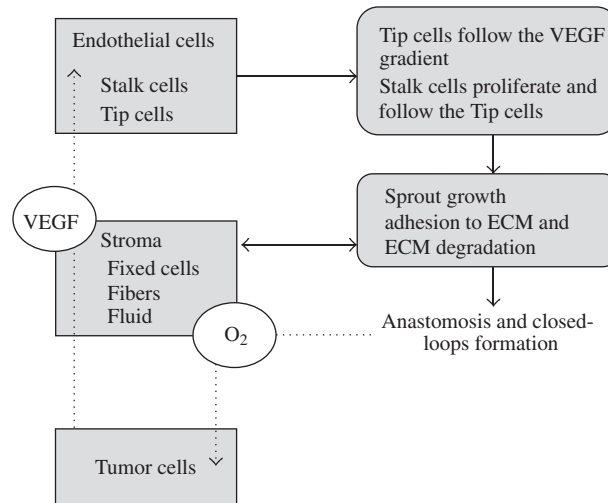 Endothelial cells
Stalk cells
Tip cells
Tip cells follow the VEGF
gradient
Stalk cells proliferate and
follow the Tip cells
VEGF
Stroma
Fixed cells
Fibers
Fluid
Sprout growth
adhesion to ECM and
ECM degradation
O₂
Anastomosis and closed-
loops formation
Tumor cells